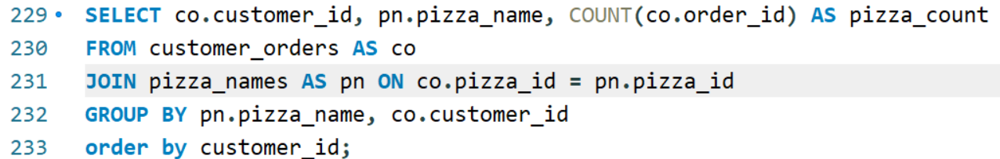 229 SELECT co.customer_id, pn.pizza_name, COUNT(co.order_id) AS pizza_count
230 FROM customer_orders AS co
231 JOIN pizza_names AS pn ON co.pizza_id = pn.pizza_id
232 GROUP BY pn.pizza_name, co.customer_id
233 order by customer_id;